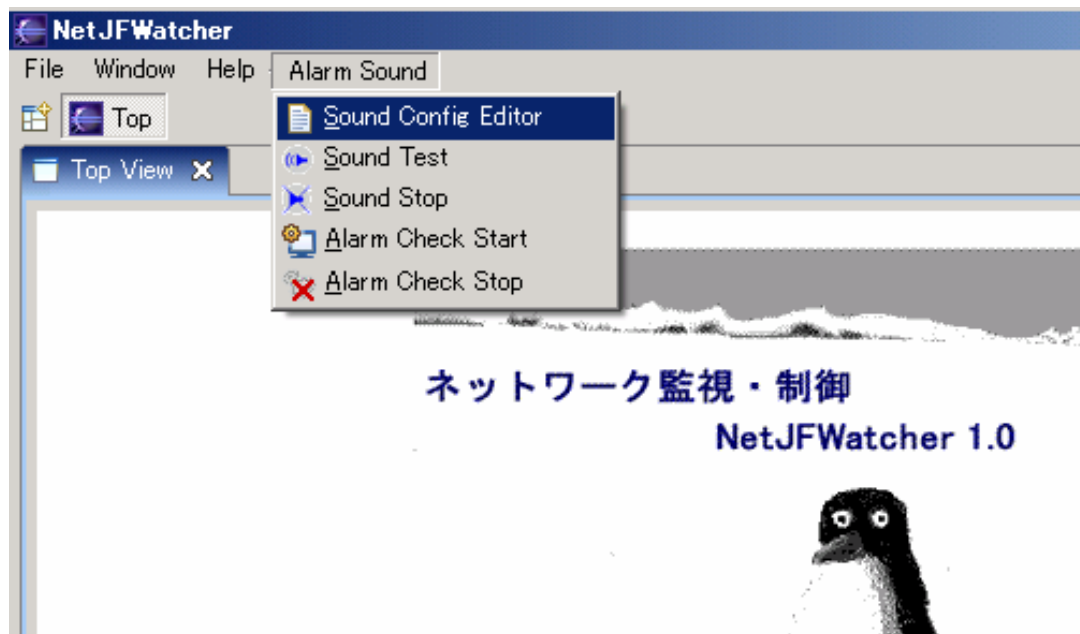 NetJFWatcher
File Window Help Alarm Sound
Top
Sound Config Editor
Top View
Sound Test
Sound Stop
Alarm Check Start
Alarm Check Stop
ネットワーク監視・制御
NetJFWatcher 1.0